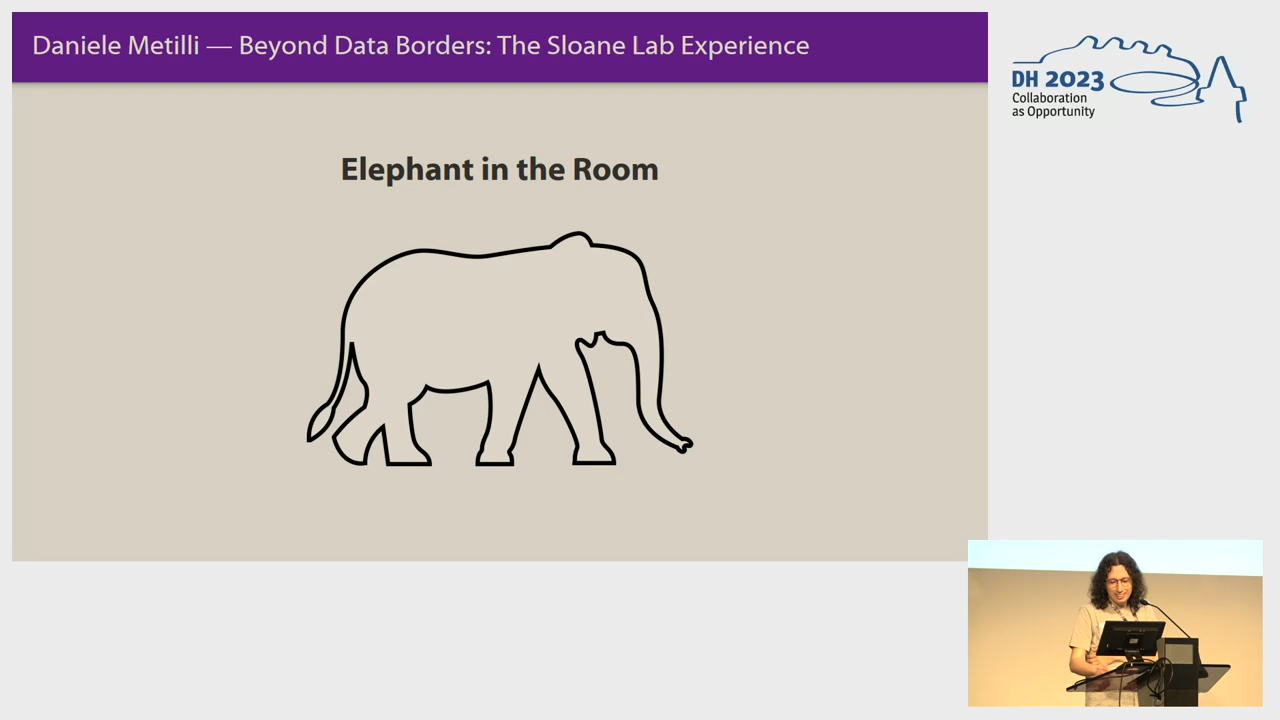 Daniele Metilli — Beyond Data Borders: The Sloane Lab Experience
DH 2023
Collaboration
as Opportunity
Elephant in the Room